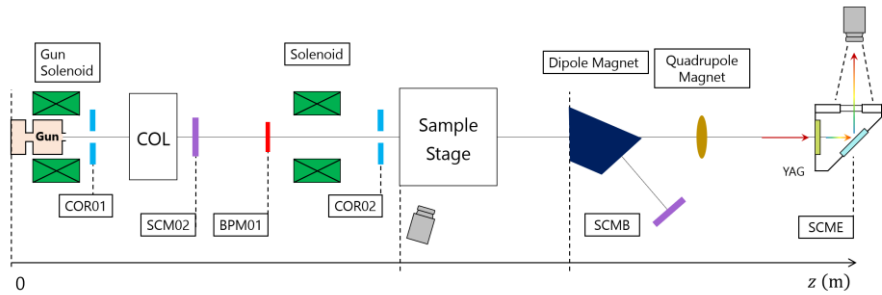 Gun
Solenoid
Solenoid
Dipole Magnet
Quadrupole
Magnet
Gun
COL
Sample
Stage
YAG
COR01
SCM02
BPM01
COR02
SCMB
SCME
0
z (m)